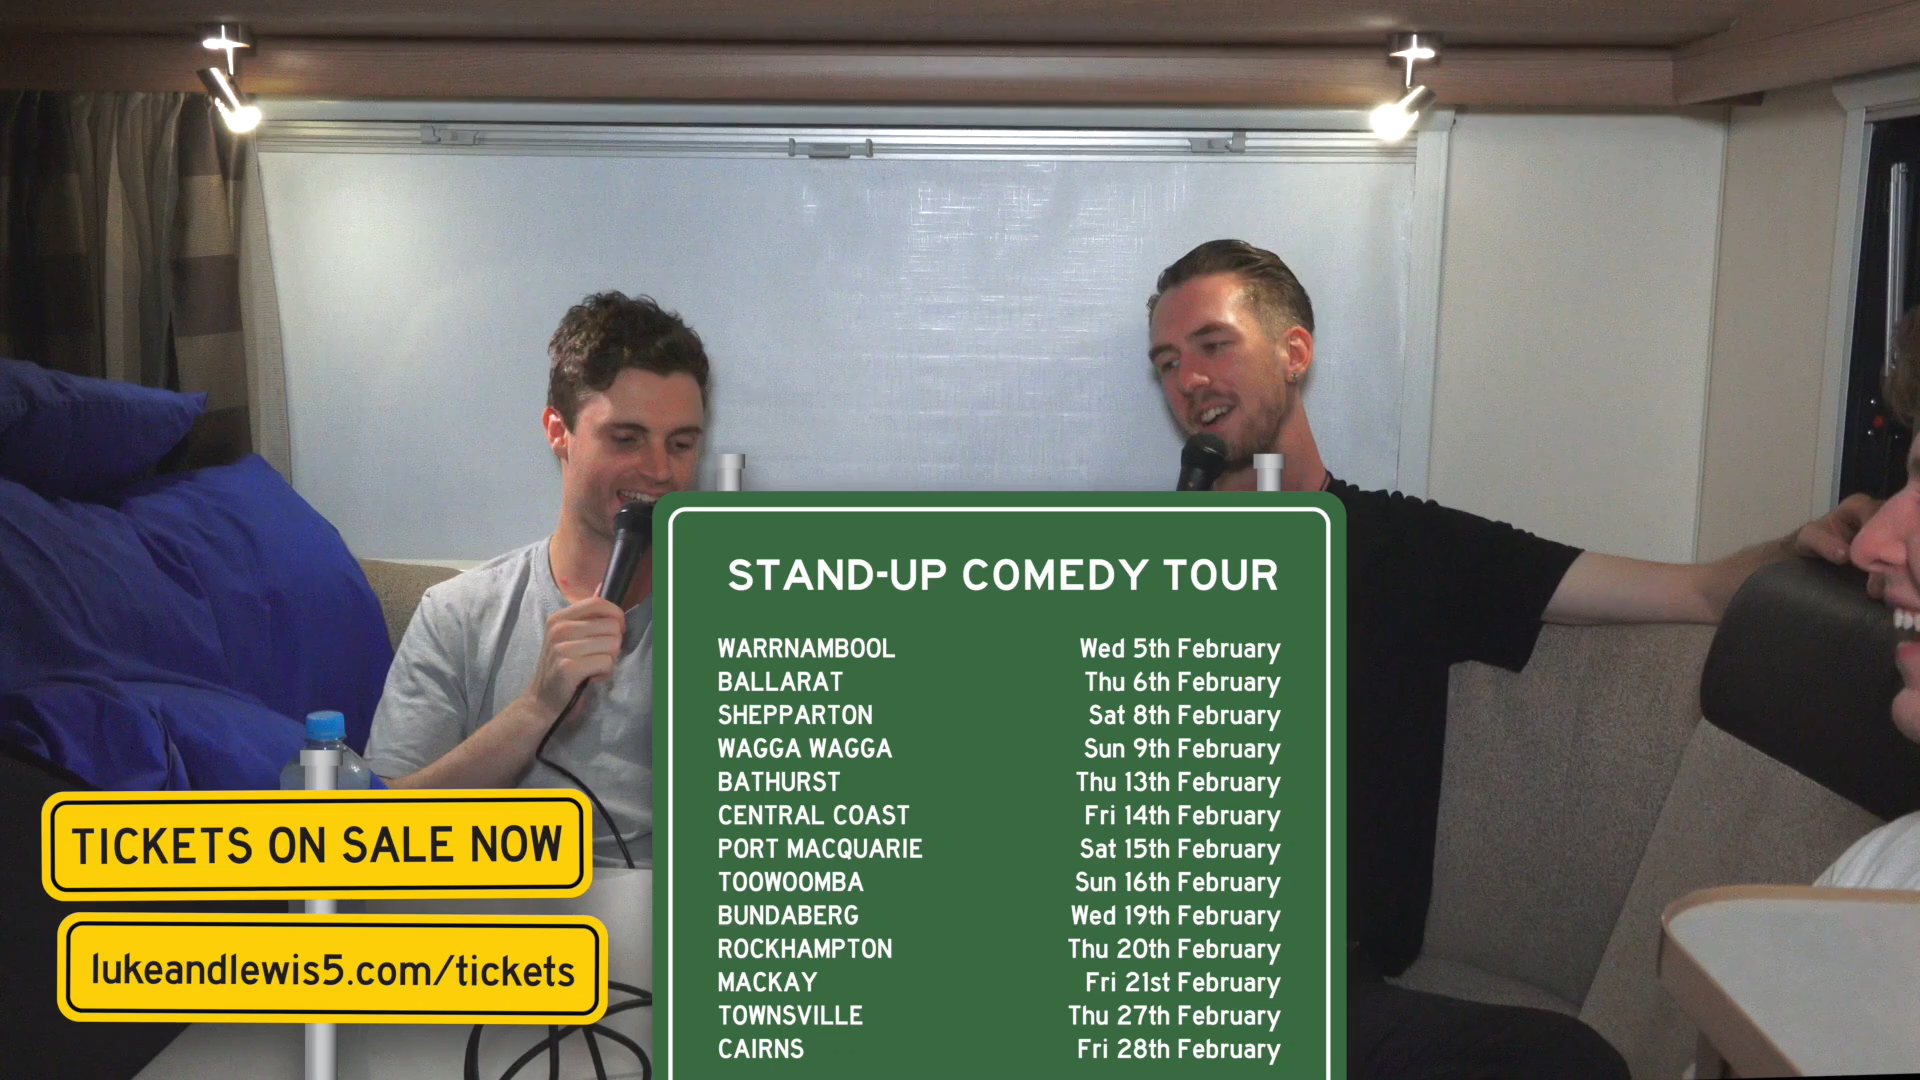 STAND-UP COMEDY TOUR
WARRNAMBOOL Wed 5th February
BALLARAT Thu 6th February
SHEPPARTON Sat 8th February
WAGGA WAGGA Sun 9th February
BATHURST Thu 13th February
CENTRAL COAST Fri 14th February
PORT MACQUARIE Sat 15th February
TOOWOOMBA Sun 16th February
BUNDABERG Wed 19th February
ROCKHAMPTON Thu 20th February
MACKAY Fri 21st February
TOWNSVILLE Thu 27th February
CAIRNS Fri 28th February
TICKETS ON SALE NOW
lukeandlewis5.com/tickets